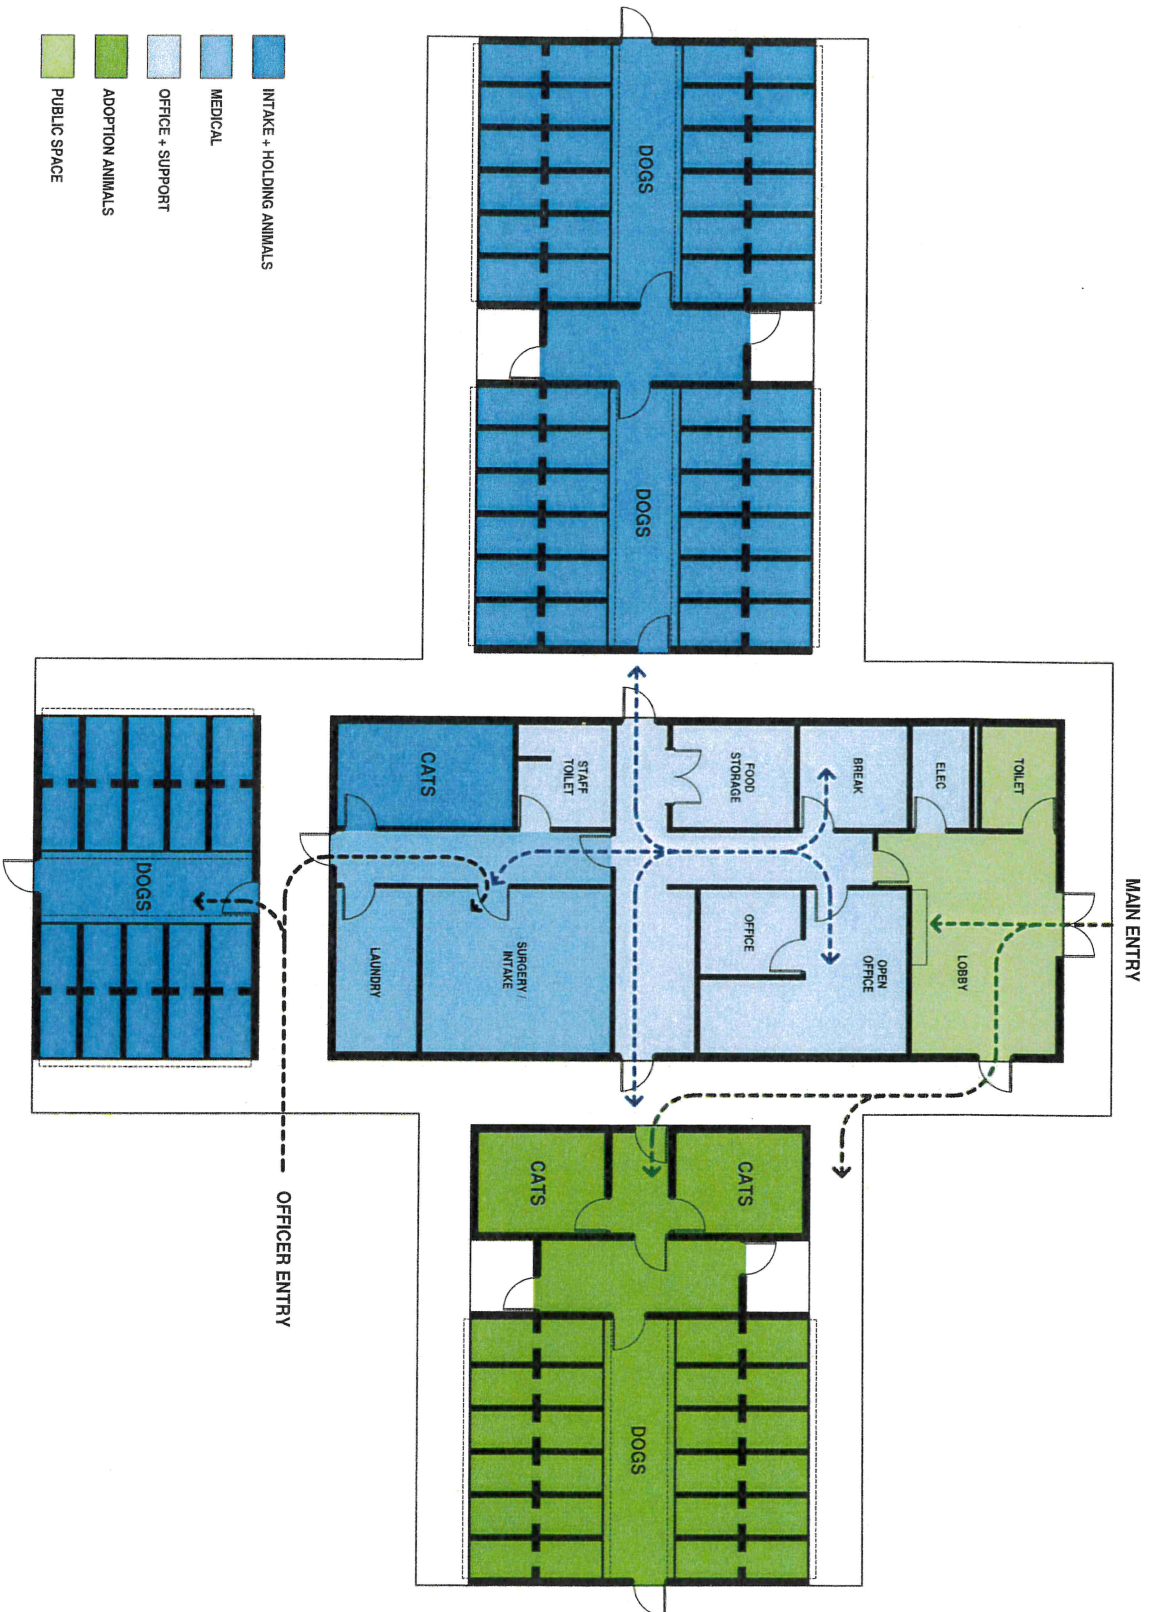 INTAKE + HOLDING ANIMALS
MEDICAL
OFFICE + SUPPORT
ADOPTION ANIMALS
PUBLIC SPACE
DOGS
DOGS
MAIN ENTRY
TOILET
ELEC
BREAK
FOOD
STORAGE
STAFF
TOILET
CATS
LOBBY
OPEN
OFFICE
OFFICE
SURGERY /
INTAKE
LAUNDRY
DOGS
OFFICER ENTRY
CATS
CATS
DOGS